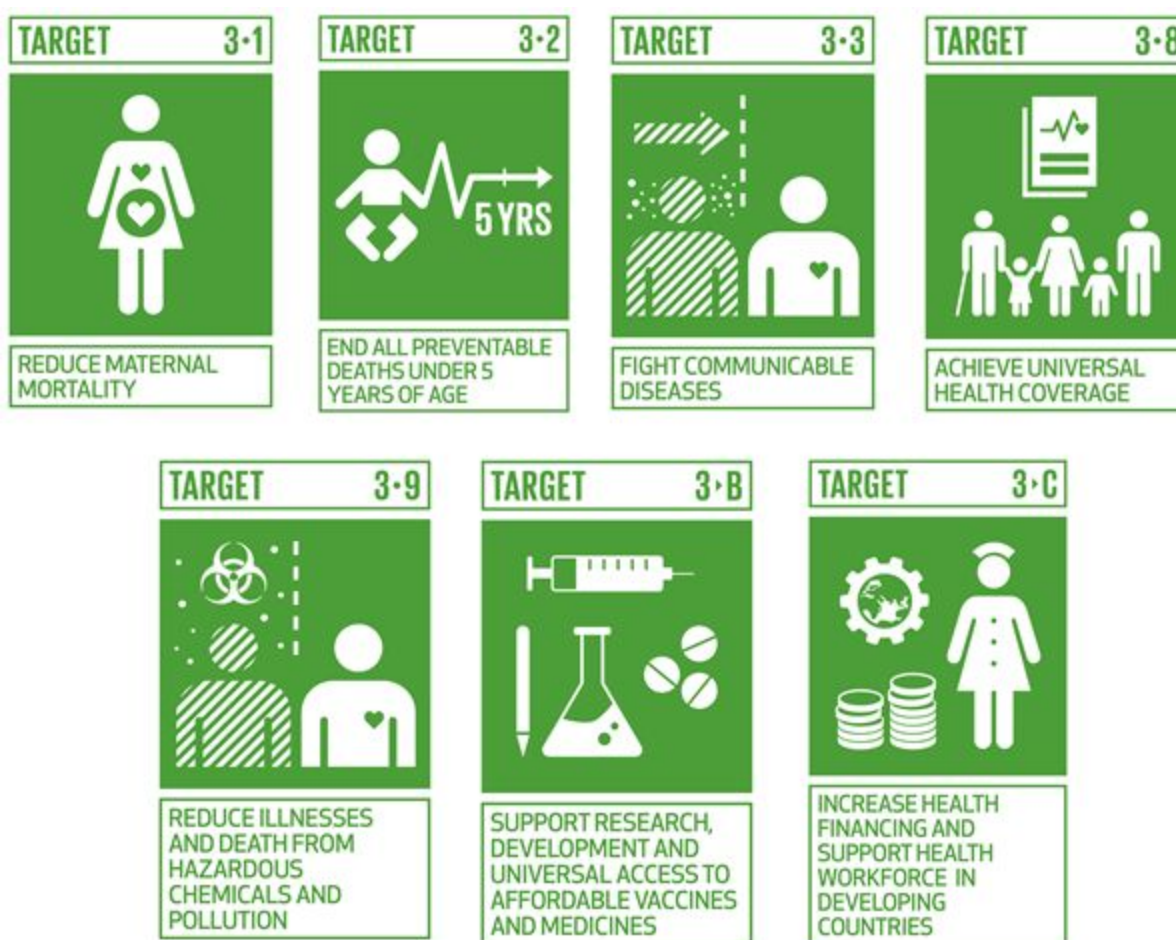 TARGET 3·1
REDUCE MATERNAL
MORTALITY
TARGET 3·2
5 YRS
END ALL PREVENTABLE
DEATHS UNDER 5
YEARS OF AGE
TARGET 3·3
FIGHT COMMUNICABLE
DISEASES
TARGET 3·8
ACHIEVE UNIVERSAL
HEALTH COVERAGE
TARGET 3·9
REDUCE ILLNESSES
AND DEATH FROM
HAZARDOUS
CHEMICALS AND
POLLUTION
TARGET 3‣B
SUPPORT RESEARCH,
DEVELOPMENT AND
UNIVERSAL ACCESS TO
AFFORDABLE VACCINES
AND MEDICINES
TARGET 3‣C
INCREASE HEALTH
FINANCING AND
SUPPORT HEALTH
WORKFORCE IN
DEVELOPING
COUNTRIES